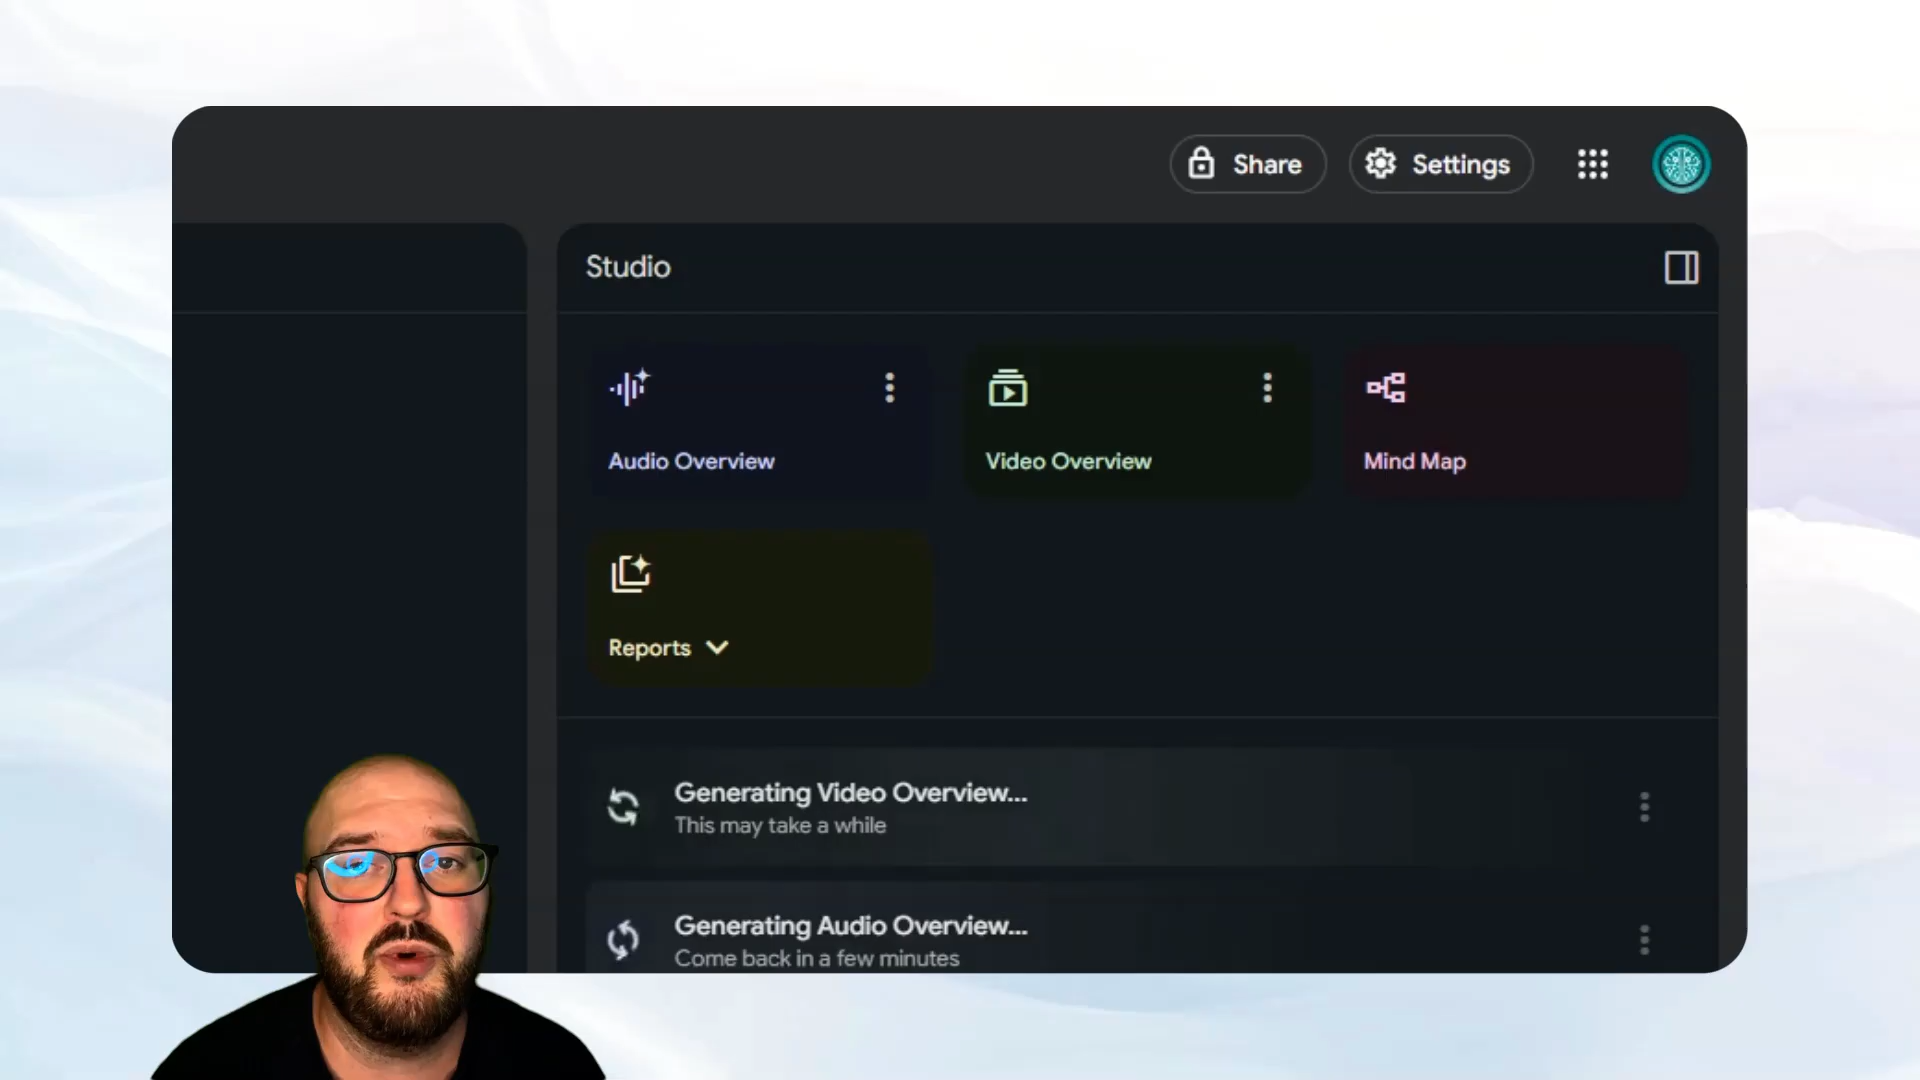 Share
Settings
Studio
Audio Overview
Video Overview
Mind Map
Reports
Generating Video Overview...
This may take a while
Generating Audio Overview...
Come back in a few minutes